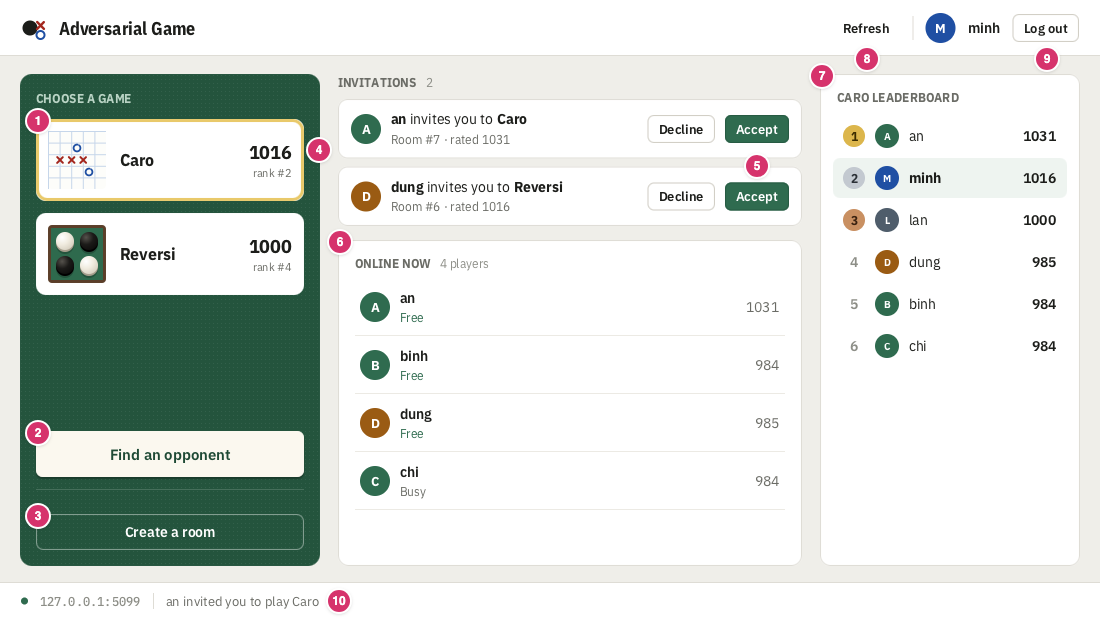 Adversarial Game
Refresh
M
minh
Log out
8
9
CHOOSE A GAME
1
Caro
1016
rank #2
4
Reversi
1000
rank #4
2
Find an opponent
3
Create a room
INVITATIONS 2
A
an invites you to Caro
Room #7 · rated 1031
Decline
Accept
5
D
dung invites you to Reversi
Room #6 · rated 1016
Decline
Accept
6
ONLINE NOW 4 players
A
an
Free
1031
B
binh
Free
984
D
dung
Free
985
C
chi
Busy
984
7
CARO LEADERBOARD
1 A an 1031
2 M minh 1016
3 L lan 1000
4 D dung 985
5 B binh 984
6 C chi 984
127.0.0.1:5099
an invited you to play Caro
10